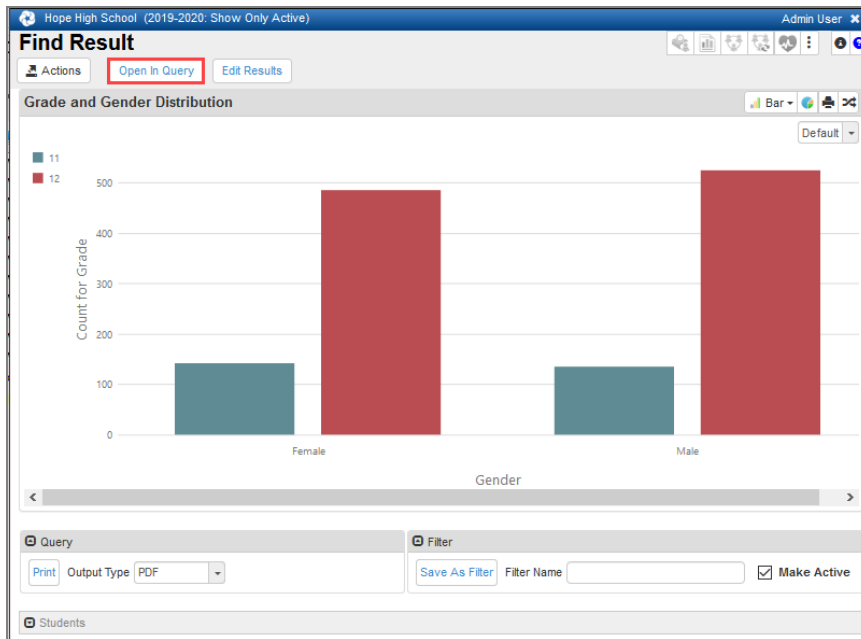 Hope High School (2019-2020: Show Only Active) Admin User
Find Result
Actions Open In Query Edit Results
Grade and Gender Distribution Bar
Default
11
12
500
400
300
200
100
0
Count for Grade
Female Male
Gender
Query Filter
Print Output Type PDF Save As Filter Filter Name Make Active
Students